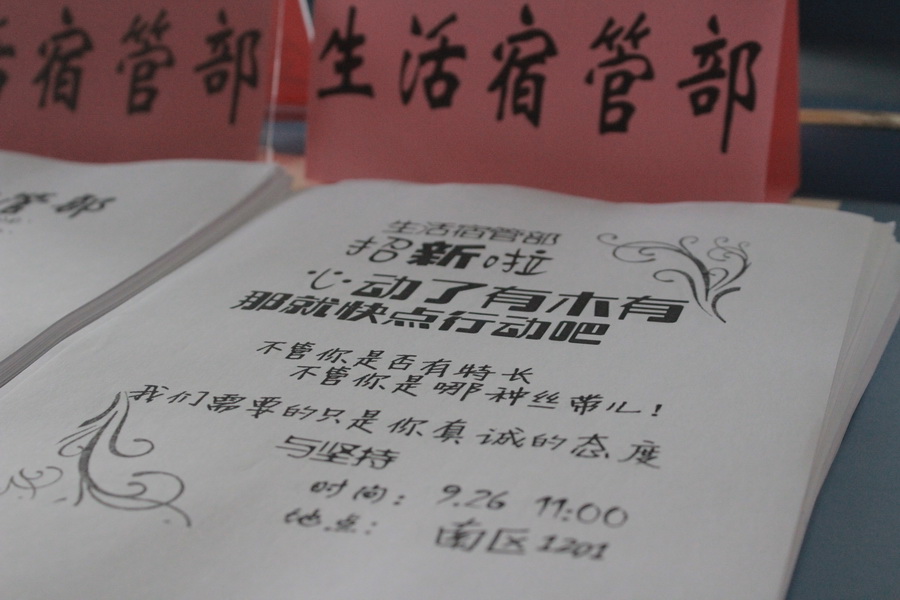 活宿管部
生活宿管部
管部
生活宿管部
招新啦
心动了有木有
那就快点行动吧
不管你是否有特长
不管你是哪种丝带儿!
我们需要的只是你真诚的态度
与坚持
时间: 9.26 11:00
地点: 南区1201